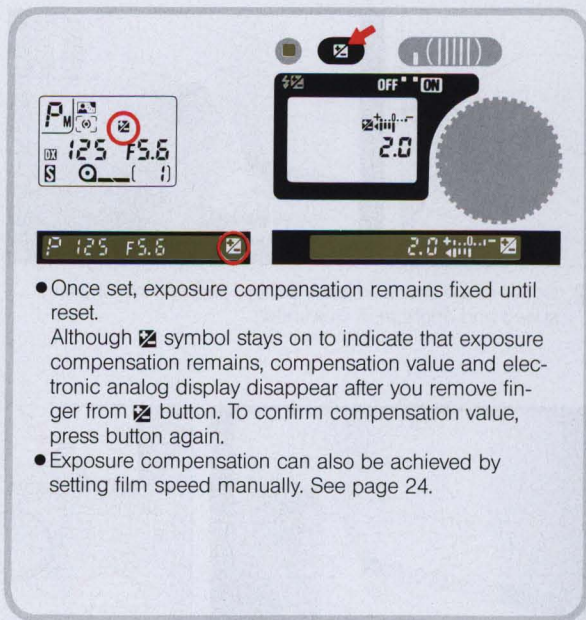 OFF ON
2.0
PM
DX 125 F5.6
S ( 1)
P 125 F5.6
2.0
● Once set, exposure compensation remains fixed until
reset.
Although symbol stays on to indicate that exposure
compensation remains, compensation value and elec-
tronic analog display disappear after you remove fin-
ger from button. To confirm compensation value,
press button again.
● Exposure compensation can also be achieved by
setting film speed manually. See page 24.